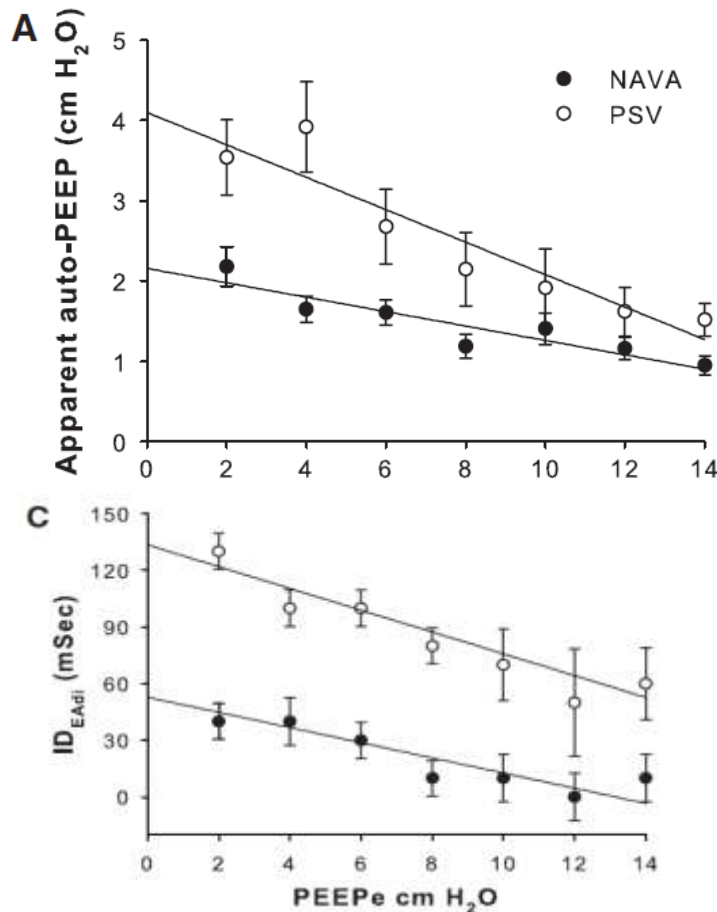 A
Apparent auto-PEEP (cm H₂O)
5
4
3
2
1
0
NAVA
PSV
0 2 4 6 8 10 12 14
C
ID_EAdi (mSec)
150
120
90
60
30
0
0 2 4 6 8 10 12 14
PEEPe cm H₂O